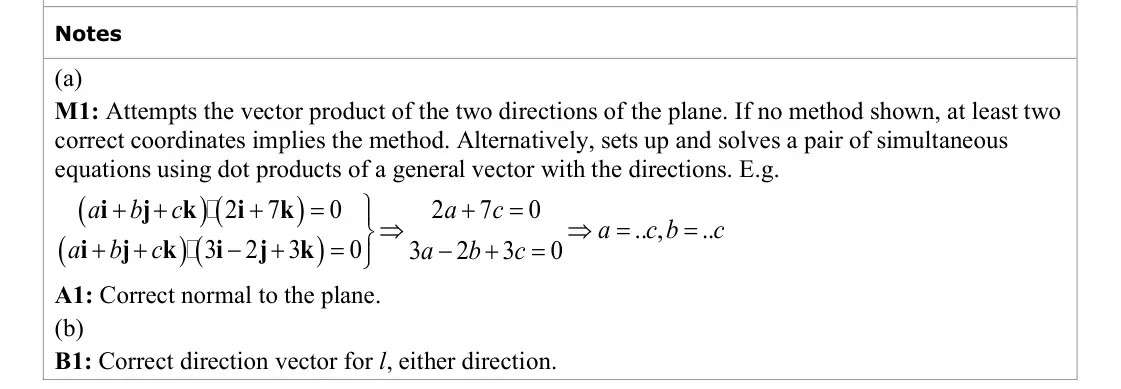 Notes
(a)
M1: Attempts the vector product of the two directions of the plane. If no method shown, at least two
correct coordinates implies the method. Alternatively, sets up and solves a pair of simultaneous
equations using dot products of a general vector with the directions. E.g.
(ai + bj + ck)□(2i + 7k) = 0
(ai + bj + ck)□(3i − 2j + 3k) = 0} ⇒ 2a + 7c = 0
3a − 2b + 3c = 0 ⇒ a = ..c, b = ..c
A1: Correct normal to the plane.
(b)
B1: Correct direction vector for l, either direction.